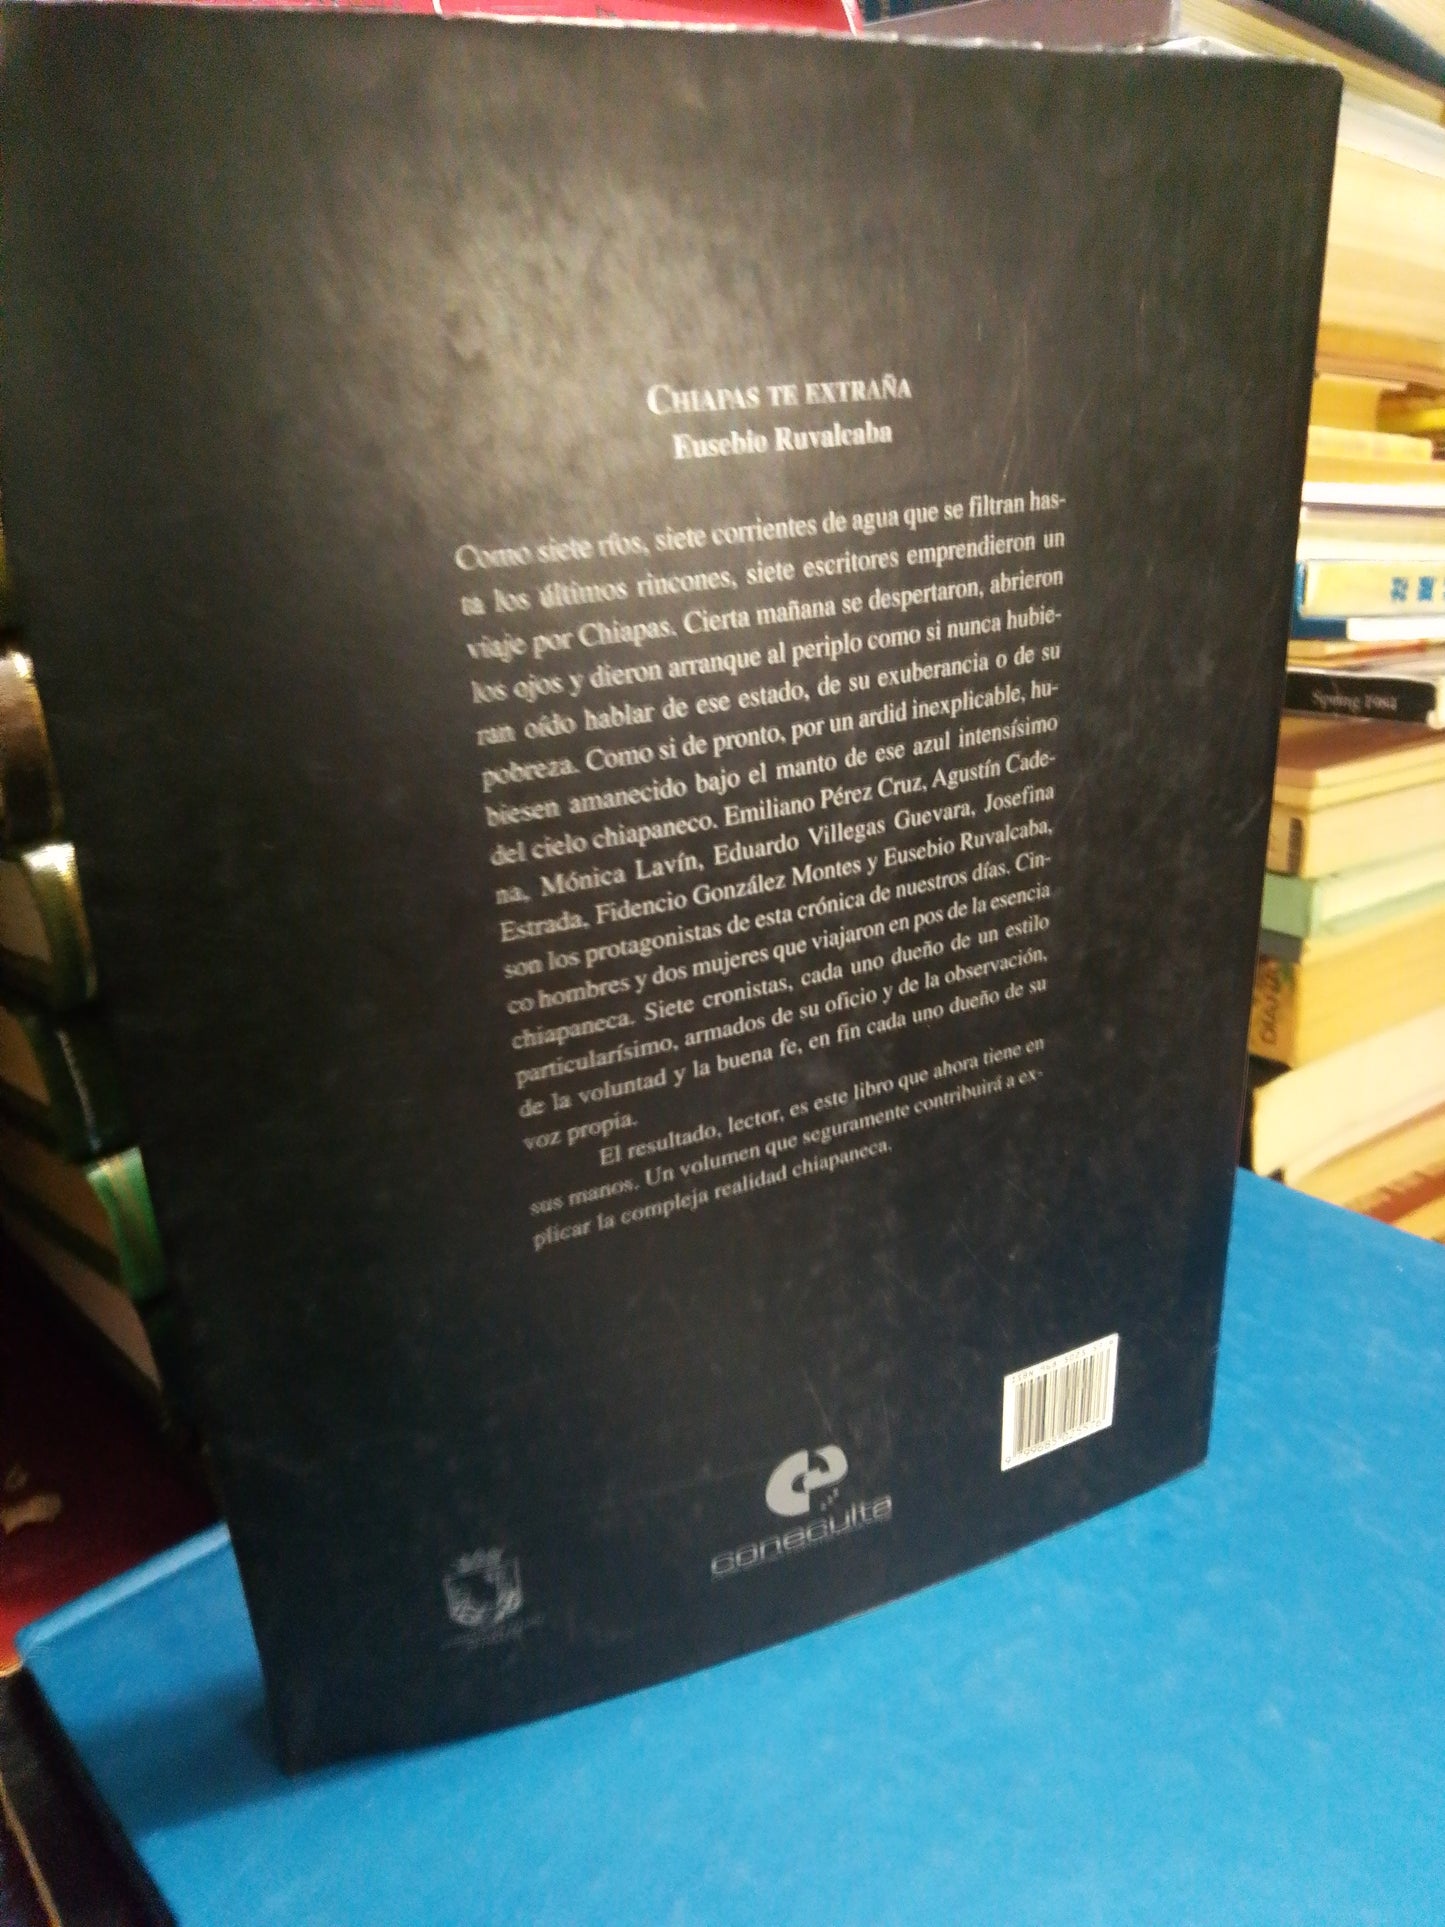 CHIAPAS TE EXTRAÑA
Eusebio Ruvalcaba
Como siete ríos, siete corrientes de agua que se filtran has-
ta los últimos rincones, siete escritores emprendieron un
viaje por Chiapas. Cierta mañana se despertaron, abrieron
los ojos y dieron arranque al periplo como si nunca hubie-
ran oído hablar de ese estado, de su exuberancia o de su
pobreza. Como si de pronto, por un ardid inexplicable, hu-
biesen amanecido bajo el manto de ese azul intensísimo
del cielo chiapaneco. Emiliano Pérez Cruz, Agustín Cade-
na, Mónica Lavín, Eduardo Villegas Guevara, Josefina
Estrada, Fidencio González Montes y Eusebio Ruvalcaba,
son los protagonistas de esta crónica de nuestros días. Cin-
co hombres y dos mujeres que viajaron en pos de la esencia
chiapaneca. Siete cronistas, cada uno dueño de un estilo
particularísimo, armados de su oficio y de la observación,
de la voluntad y la buena fe, en fin cada uno dueño de su
voz propia.
El resultado, lector, es este libro que ahora tiene en
sus manos. Un volumen que seguramente contribuirá a ex-
plicar la compleja realidad chiapaneca.
coneculta
Spring 1981
DIANA